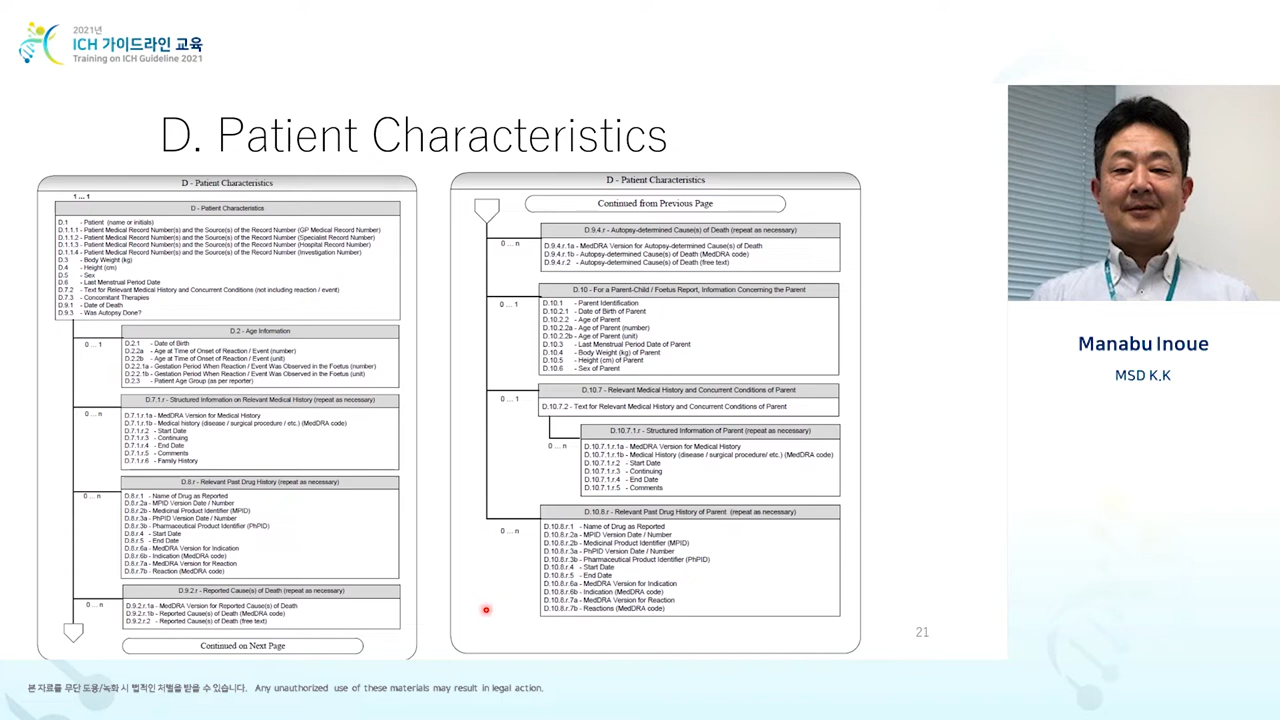 2021년
ICH 가이드라인 교육
Training on ICH Guideline 2021
D. Patient Characteristics
D - Patient Characteristics
1 ... 1
D - Patient Characteristics
D.1 - Patient (name or initials)
D.1.1.1 - Patient Medical Record Number(s) and the Source(s) of the Record Number (GP Medical Record Number)
D.1.1.2 - Patient Medical Record Number(s) and the Source(s) of the Record Number (Specialist Record Number)
D.1.1.3 - Patient Medical Record Number(s) and the Source(s) of the Record Number (Hospital Record Number)
D.1.1.4 - Patient Medical Record Number(s) and the Source(s) of the Record Number (Investigation Number)
D.3 - Body Weight (kg)
D.4 - Height (cm)
D.5 - Sex
D.6 - Last Menstrual Period Date
D.7.2 - Text for Relevant Medical History and Concurrent Conditions (not including reaction / event)
D.7.3 - Concomitant Therapies
D.9.1 - Date of Death
D.9.3 - Was Autopsy Done?
0 ... 1
D.2 - Age Information
D.2.1 - Date of Birth
D.2.2a - Age at Time of Onset of Reaction / Event (number)
D.2.2b - Age at Time of Onset of Reaction / Event (unit)
D.2.2.1a - Gestation Period When Reaction / Event Was Observed in the Foetus (number)
D.2.2.1b - Gestation Period When Reaction / Event Was Observed in the Foetus (unit)
D.2.3 - Patient Age Group (as per reporter)
0 ... n
D.7.1.r - Structured Information on Relevant Medical History (repeat as necessary)
D.7.1.r.1a - MedDRA Version for Medical History
D.7.1.r.1b - Medical history (disease / surgical procedure / etc.) (MedDRA code)
D.7.1.r.2 - Start Date
D.7.1.r.3 - Continuing
D.7.1.r.4 - End Date
D.7.1.r.5 - Comments
D.7.1.r.6 - Family History
0 ... n
D.8.r - Relevant Past Drug History (repeat as necessary)
D.8.r.1 - Name of Drug as Reported
D.8.r.2a - MPID Version Date / Number
D.8.r.2b - Medicinal Product Identifier (MPID)
D.8.r.3a - PhPID Version Date / Number
D.8.r.3b - Pharmaceutical Product Identifier (PhPID)
D.8.r.4 - Start Date
D.8.r.5 - End Date
D.8.r.6a - MedDRA Version for Indication
D.8.r.6b - Indication (MedDRA code)
D.8.r.7a - MedDRA Version for Reaction
D.8.r.7b - Reaction (MedDRA code)
0 ... n
D.9.2.r - Reported Cause(s) of Death (repeat as necessary)
D.9.2.r.1a - MedDRA Version for Reported Cause(s) of Death
D.9.2.r.1b - Reported Cause(s) of Death (MedDRA code)
D.9.2.r.2 - Reported Cause(s) of Death (free text)
Continued on Next Page
D - Patient Characteristics
Continued from Previous Page
0 ... n
D.9.4.r - Autopsy-determined Cause(s) of Death (repeat as necessary)
D.9.4.r.1a - MedDRA Version for Autopsy-determined Cause(s) of Death
D.9.4.r.1b - Autopsy-determined Cause(s) of Death (MedDRA code)
D.9.4.r.2 - Autopsy-determined Cause(s) of Death (free text)
0 ... 1
D.10 - For a Parent-Child / Foetus Report, Information Concerning the Parent
D.10.1 - Parent Identification
D.10.2.1 - Date of Birth of Parent
D.10.2.2 - Age of Parent
D.10.2.2a - Age of Parent (number)
D.10.2.2b - Age of Parent (unit)
D.10.3 - Last Menstrual Period Date of Parent
D.10.4 - Body Weight (kg) of Parent
D.10.5 - Height (cm) of Parent
D.10.6 - Sex of Parent
0 ... 1
D.10.7 - Relevant Medical History and Concurrent Conditions of Parent
D.10.7.2 - Text for Relevant Medical History and Concurrent Conditions of Parent
0 ... n
D.10.7.1.r - Structured Information of Parent (repeat as necessary)
D.10.7.1.r.1a - MedDRA Version for Medical History
D.10.7.1.r.1b - Medical History (disease / surgical procedure/ etc.) (MedDRA code)
D.10.7.1.r.2 - Start Date
D.10.7.1.r.3 - Continuing
D.10.7.1.r.4 - End Date
D.10.7.1.r.5 - Comments
0 ... n
D.10.8.r - Relevant Past Drug History of Parent (repeat as necessary)
D.10.8.r.1 - Name of Drug as Reported
D.10.8.r.2a - MPID Version Date / Number
D.10.8.r.2b - Medicinal Product Identifier (MPID)
D.10.8.r.3a - PhPID Version Date / Number
D.10.8.r.3b - Pharmaceutical Product Identifier (PhPID)
D.10.8.r.4 - Start Date
D.10.8.r.5 - End Date
D.10.8.r.6a - MedDRA Version for Indication
D.10.8.r.6b - Indication (MedDRA code)
D.10.8.r.7a - MedDRA Version for Reaction
D.10.8.r.7b - Reactions (MedDRA code)
21
Manabu Inoue
MSD K.K
본 자료를 무단 도용/녹화 시 법적인 처벌을 받을 수 있습니다. Any unauthorized use of these materials may result in legal action.